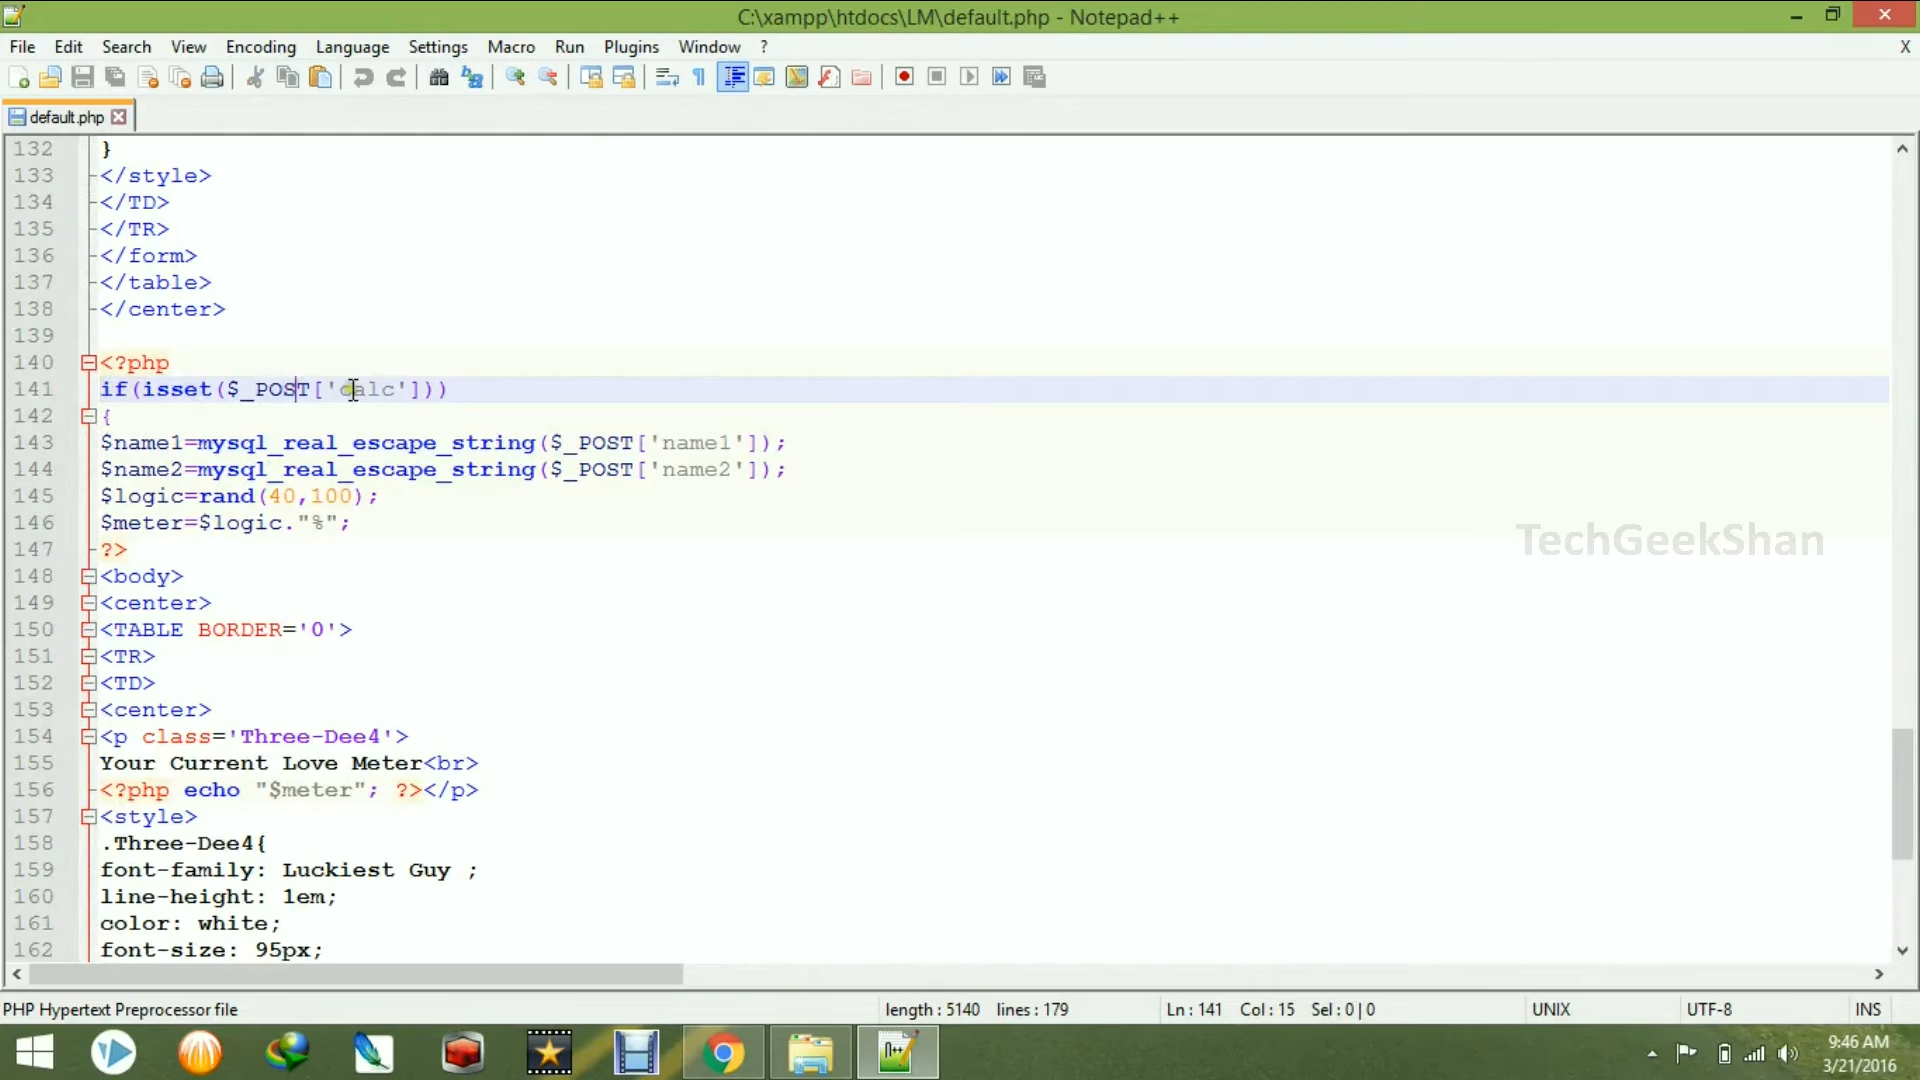 C:\xampp\htdocs\LM\default.php - Notepad++
File Edit Search View Encoding Language Settings Macro Run Plugins Window ? X
default.php
132 }
133 </style>
134 </TD>
135 </TR>
136 </form>
137 </table>
138 </center>
139
140 <?php
141 if(isset($_POST['calc']))
142 {
143 $name1=mysql_real_escape_string($_POST['name1']);
144 $name2=mysql_real_escape_string($_POST['name2']);
145 $logic=rand(40,100);
146 $meter=$logic."%";
TechGeekShan
147 ?>
148 <body>
149 <center>
150 <TABLE BORDER='0'>
151 <TR>
152 <TD>
153 <center>
154 <p class='Three-Dee4'>
155 Your Current Love Meter<br>
156 <?php echo "$meter"; ?></p>
157 <style>
158 .Three-Dee4{
159 font-family: Luckiest Guy ;
160 line-height: 1em;
161 color: white;
162 font-size: 95px;
PHP Hypertext Preprocessor file length : 5140 lines : 179 Ln : 141 Col : 15 Sel : 0 | 0 UNIX UTF-8 INS
9:46 AM
3/21/2016